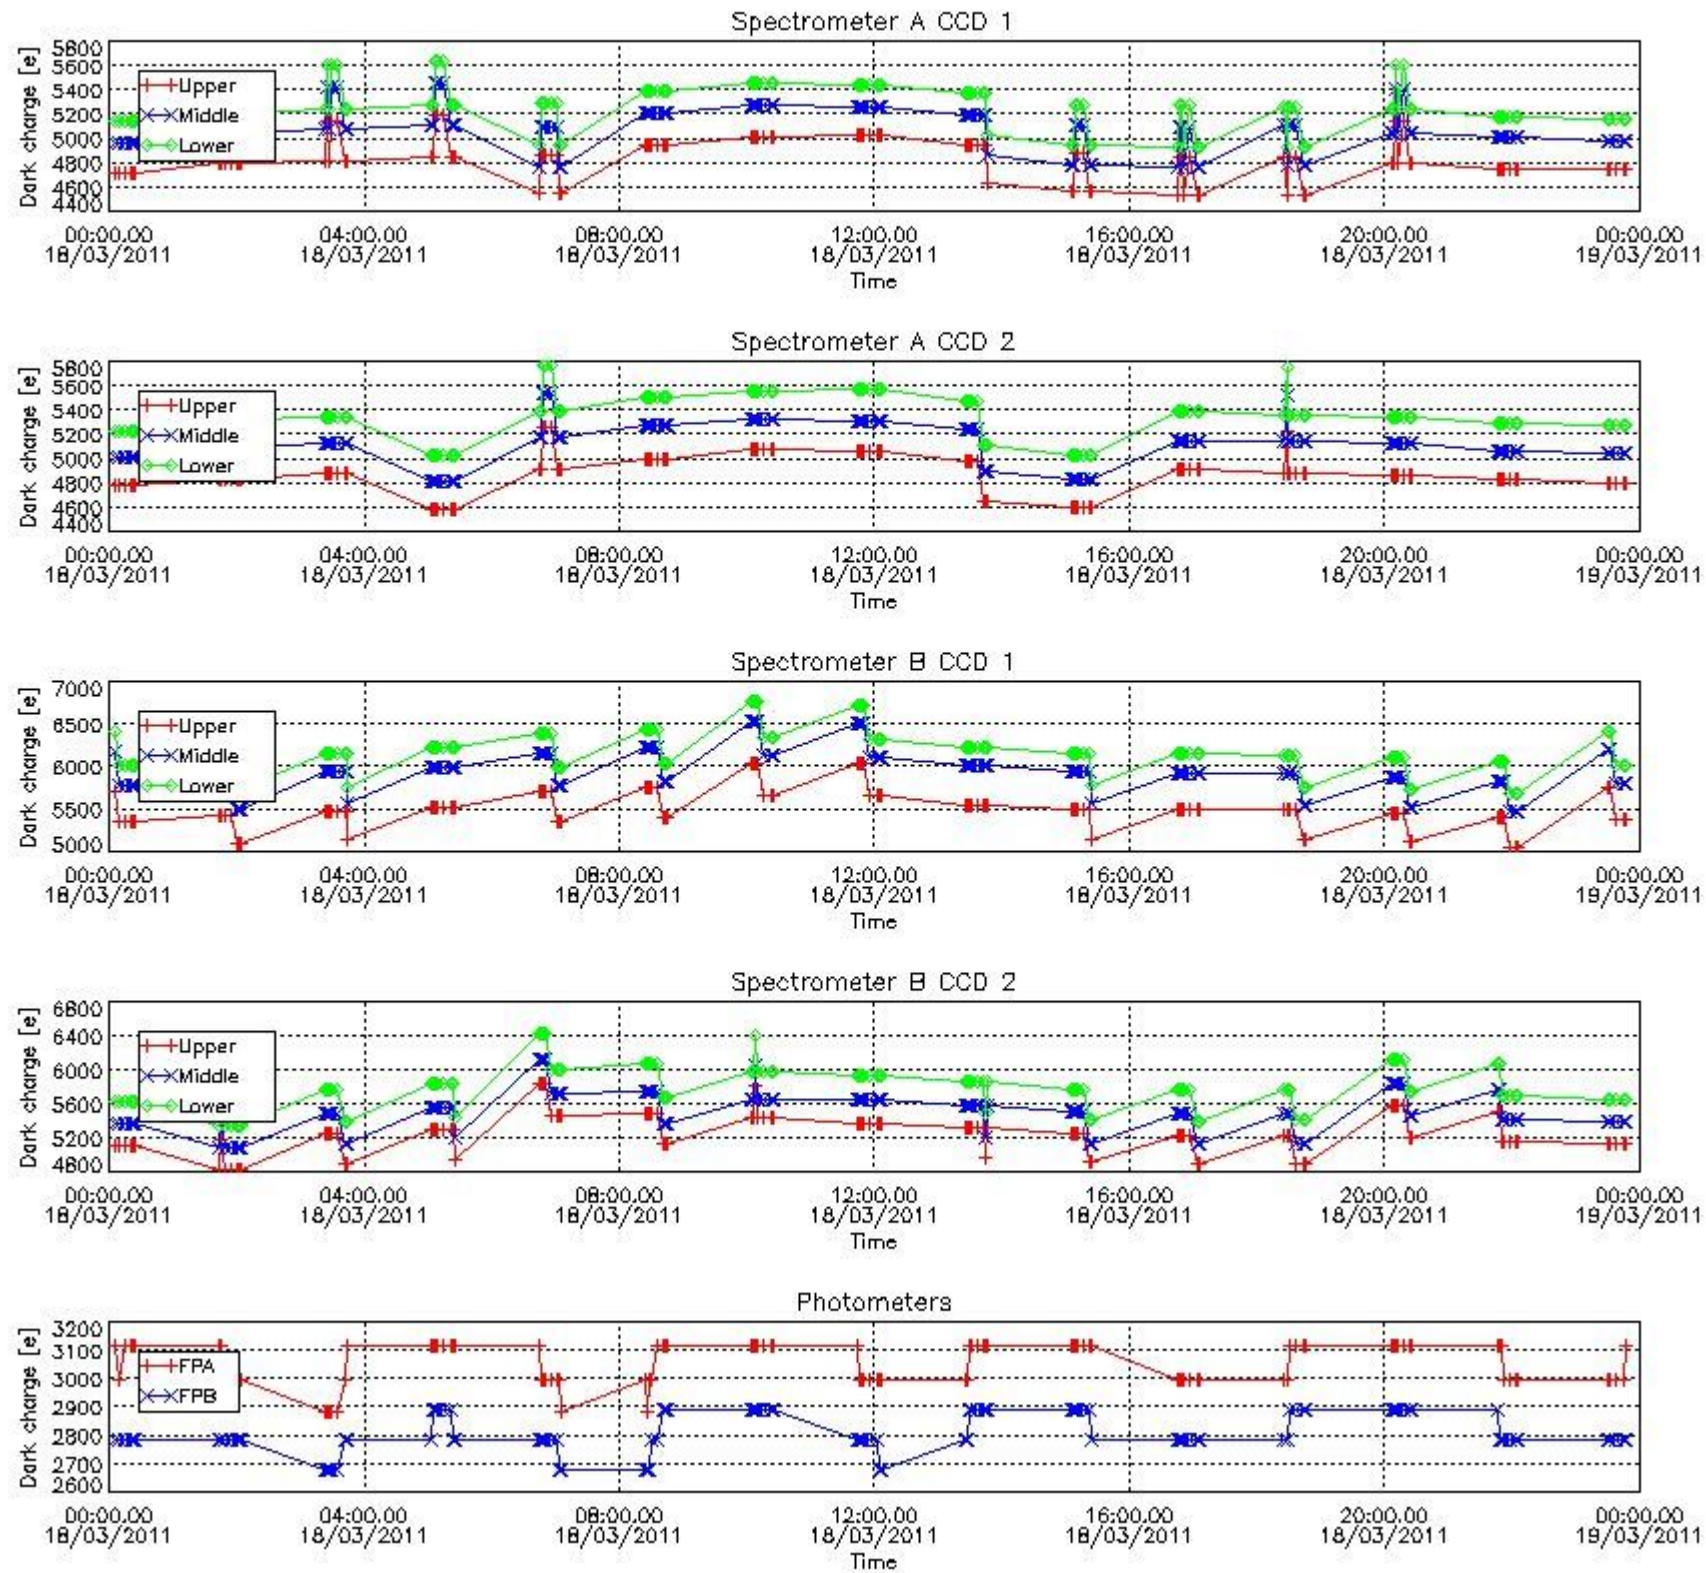 Spectrometer A CCD 1
Dark charge [e]
5800
5600
5400
5200
5000
4800
4600
4400
Upper
Middle
Lower
00:00.00 04:00.00 08:00.00 12:00.00 16:00.00 20:00.00 00:00.00
18/03/2011 18/03/2011 18/03/2011 18/03/2011 18/03/2011 18/03/2011 19/03/2011
Time
Spectrometer A CCD 2
Dark charge [e]
5800
5600
5400
5200
5000
4800
4600
4400
Upper
Middle
Lower
00:00.00 04:00.00 08:00.00 12:00.00 16:00.00 20:00.00 00:00.00
18/03/2011 18/03/2011 18/03/2011 18/03/2011 18/03/2011 18/03/2011 19/03/2011
Time
Spectrometer B CCD 1
Dark charge [e]
7000
6500
6000
5500
5000
Upper
Middle
Lower
00:00.00 04:00.00 08:00.00 12:00.00 16:00.00 20:00.00 00:00.00
18/03/2011 18/03/2011 18/03/2011 18/03/2011 18/03/2011 18/03/2011 19/03/2011
Time
Spectrometer B CCD 2
Dark charge [e]
6800
6400
6000
5600
5200
4800
Upper
Middle
Lower
00:00.00 04:00.00 08:00.00 12:00.00 16:00.00 20:00.00 00:00.00
18/03/2011 18/03/2011 18/03/2011 18/03/2011 18/03/2011 18/03/2011 19/03/2011
Time
Photometers
Dark charge [e]
3200
3100
3000
2900
2800
2700
2600
FPA
FPB
00:00.00 04:00.00 08:00.00 12:00.00 16:00.00 20:00.00 00:00.00
18/03/2011 18/03/2011 18/03/2011 18/03/2011 18/03/2011 18/03/2011 19/03/2011
Time